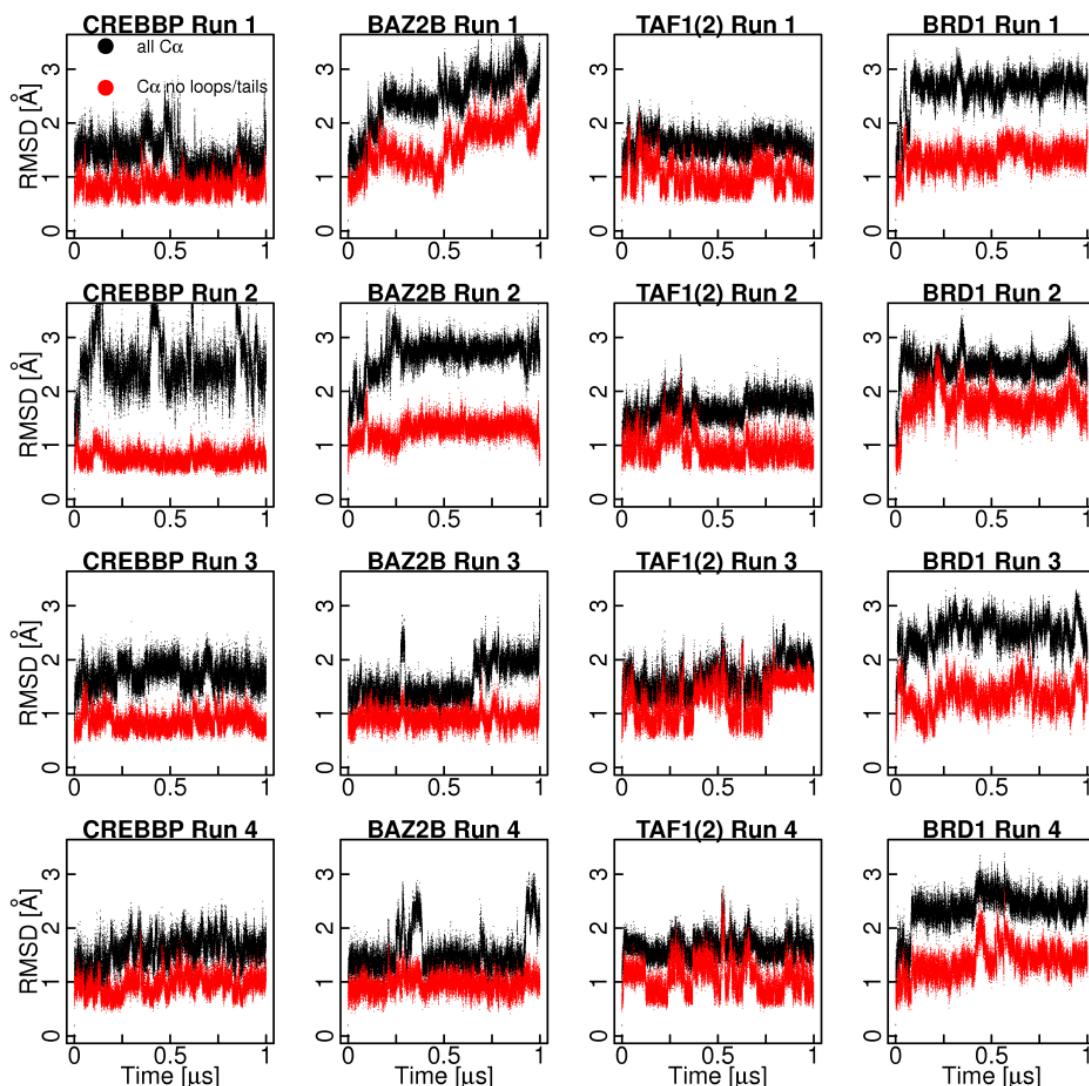 CREBBP Run 1 BAZ2B Run 1 TAF1(2) Run 1 BRD1 Run 1
all Cα
Cα no loops/tails
RMSD [Å]
3 3 3 3
2 2 2 2
1 1 1 1
0 0 0 0
0 0.5 1 0 0.5 1 0 0.5 1 0 0.5 1
CREBBP Run 2 BAZ2B Run 2 TAF1(2) Run 2 BRD1 Run 2
RMSD [Å]
3 3 3 3
2 2 2 2
1 1 1 1
0 0 0 0
0 0.5 1 0 0.5 1 0 0.5 1 0 0.5 1
CREBBP Run 3 BAZ2B Run 3 TAF1(2) Run 3 BRD1 Run 3
RMSD [Å]
3 3 3 3
2 2 2 2
1 1 1 1
0 0 0 0
0 0.5 1 0 0.5 1 0 0.5 1 0 0.5 1
CREBBP Run 4 BAZ2B Run 4 TAF1(2) Run 4 BRD1 Run 4
RMSD [Å]
3 3 3 3
2 2 2 2
1 1 1 1
0 0 0 0
0 0.5 1 0 0.5 1 0 0.5 1 0 0.5 1
Time [μs] Time [μs] Time [μs] Time [μs]